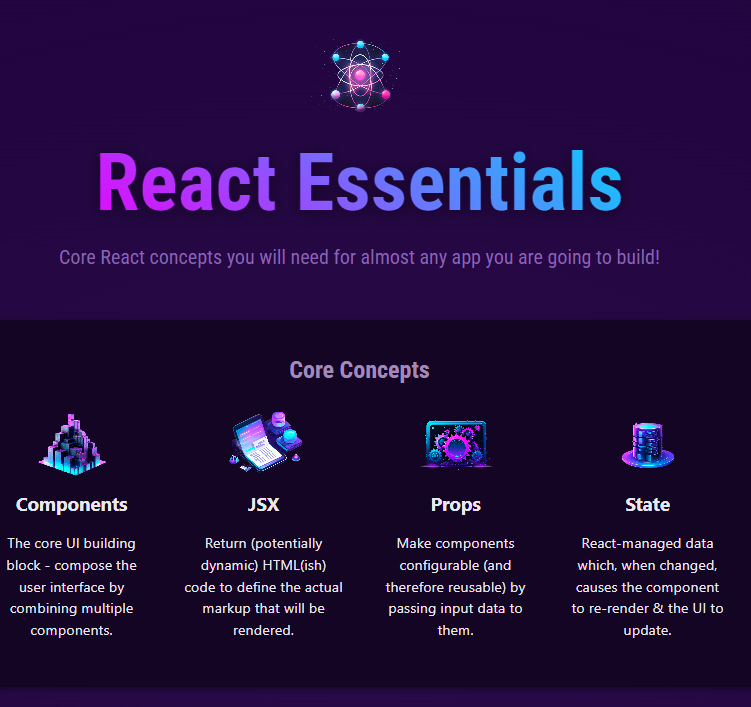 React Essentials
Core React concepts you will need for almost any app you are going to build!
Core Concepts
Components
The core UI building
block - compose the
user interface by
combining multiple
components.
JSX
Return (potentially
dynamic) HTML(ish)
code to define the actual
markup that will be
rendered.
Props
Make components
configurable (and
therefore reusable) by
passing input data to
them.
State
React-managed data
which, when changed,
causes the component
to re-render & the UI to
update.